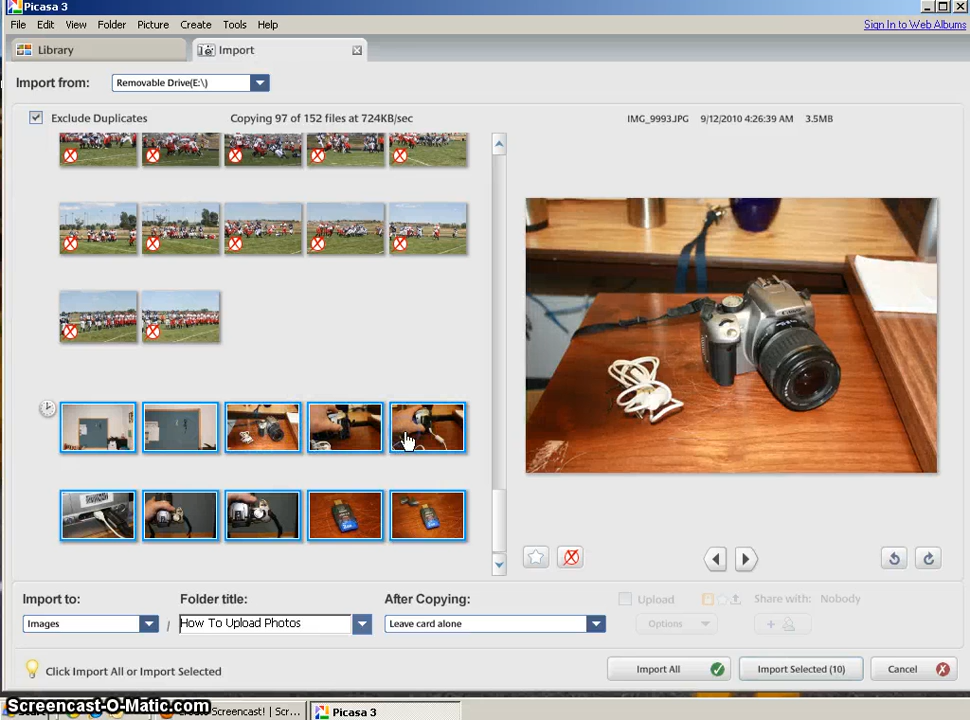 Picasa 3
File Edit View Folder Picture Create Tools Help
Sign In to Web Albums
Library Import
Import from: Removable Drive(E:\)
Exclude Duplicates Copying 97 of 152 files at 724KB/sec
IMG_9993.JPG 9/12/2010 4:26:39 AM 3.5MB
Import to: Folder title: After Copying: Upload Share with: Nobody
Images / How To Upload Photos Leave card alone Options
Click Import All or Import Selected
Import All Import Selected (10) Cancel
Screencast-O-Matic.com
Screencast! | Scr... Picasa 3